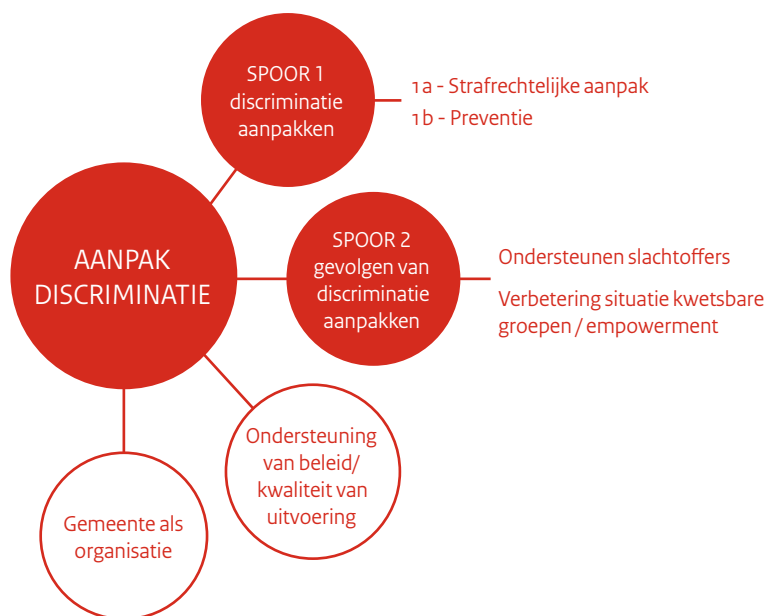 SPOOR 1
discriminatie
aanpakken
1a - Strafrechtelijke aanpak
1b - Preventie
AANPAK
DISCRIMINATIE
SPOOR 2
gevolgen van
discriminatie
aanpakken
Ondersteunen slachtoffers
Verbetering situatie kwetsbare
groepen / empowerment
Ondersteuning
van beleid/
kwaliteit van
uitvoering
Gemeente als
organisatie